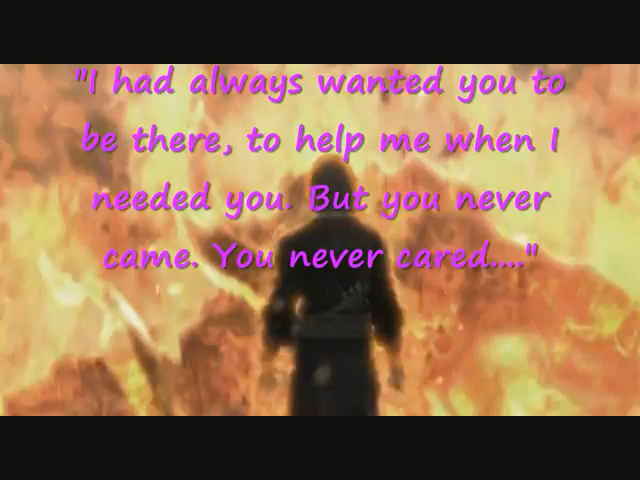 "I had always wanted you to
be there, to help me when I
needed you. But you never
came. You never cared...."